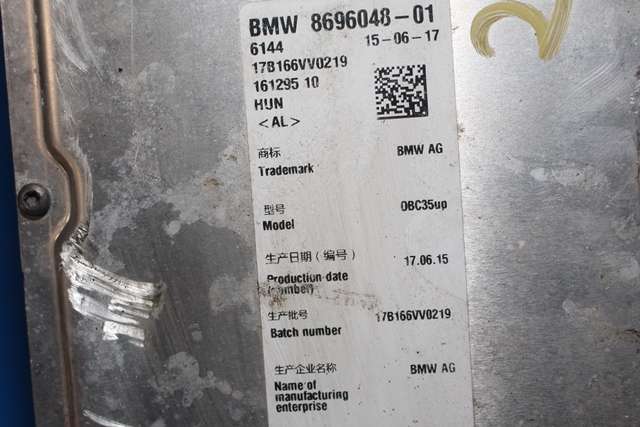 BMW 8696048-01
6144 15-06-17
17B166VV0219
161295 10
HUN
<AL>
商标 BMW AG
Trademark
型号 OBC35up
Model
生产日期（编号） 17.06.15
Production date
(number)
生产批号 17B166VV0219
Batch number
生产企业名称 BMW AG
Name of
manufacturing
enterprise
2